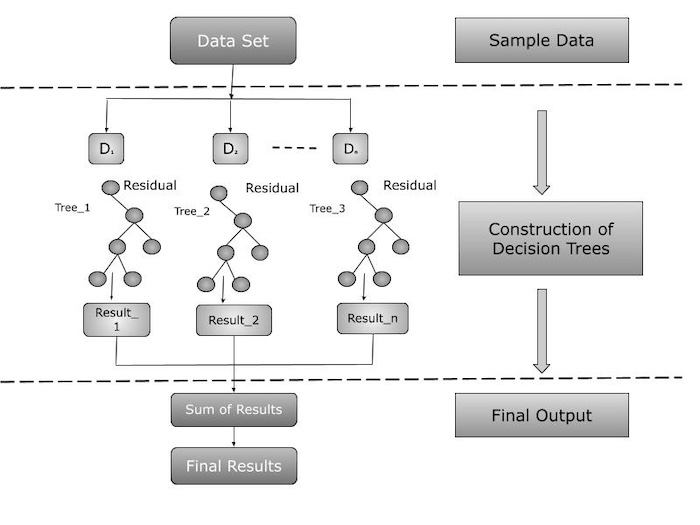 Data Set
Sample Data
D₁
D₂
Dₙ
Residual
Residual
Residual
Tree_1
Tree_2
Tree_3
Construction of
Decision Trees
Result_
1
Result_2
Result_n
Sum of Results
Final Output
Final Results